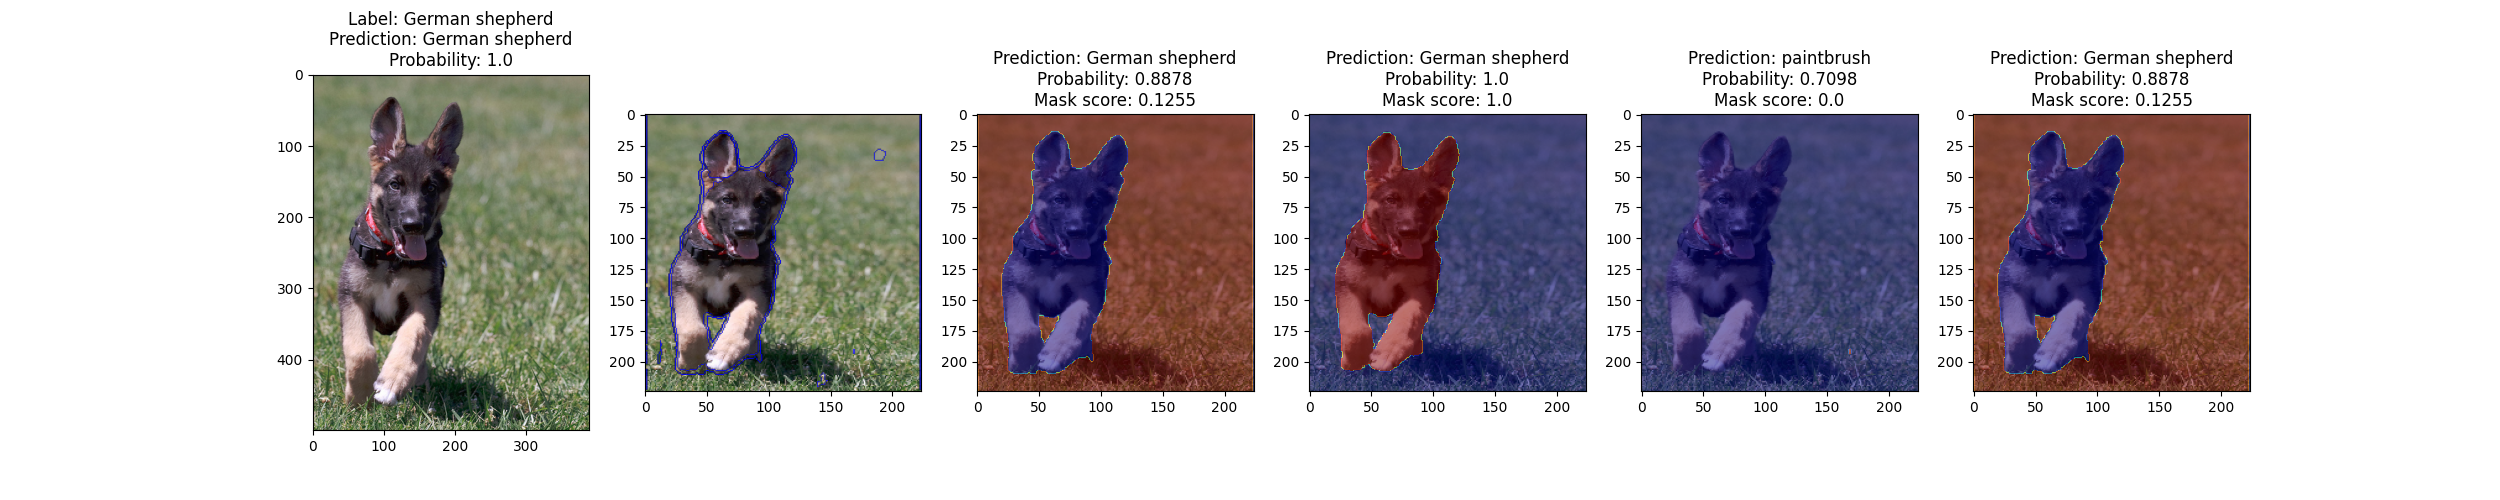 Label: German shepherd
Prediction: German shepherd
Probability: 1.0
0
100
200
300
400
0 100 200 300
0
25
50
75
100
125
150
175
200
0 50 100 150 200
Prediction: German shepherd
Probability: 0.8878
Mask score: 0.1255
0
25
50
75
100
125
150
175
200
0 50 100 150 200
Prediction: German shepherd
Probability: 1.0
Mask score: 1.0
0
25
50
75
100
125
150
175
200
0 50 100 150 200
Prediction: paintbrush
Probability: 0.7098
Mask score: 0.0
0
25
50
75
100
125
150
175
200
0 50 100 150 200
Prediction: German shepherd
Probability: 0.8878
Mask score: 0.1255
0
25
50
75
100
125
150
175
200
0 50 100 150 200